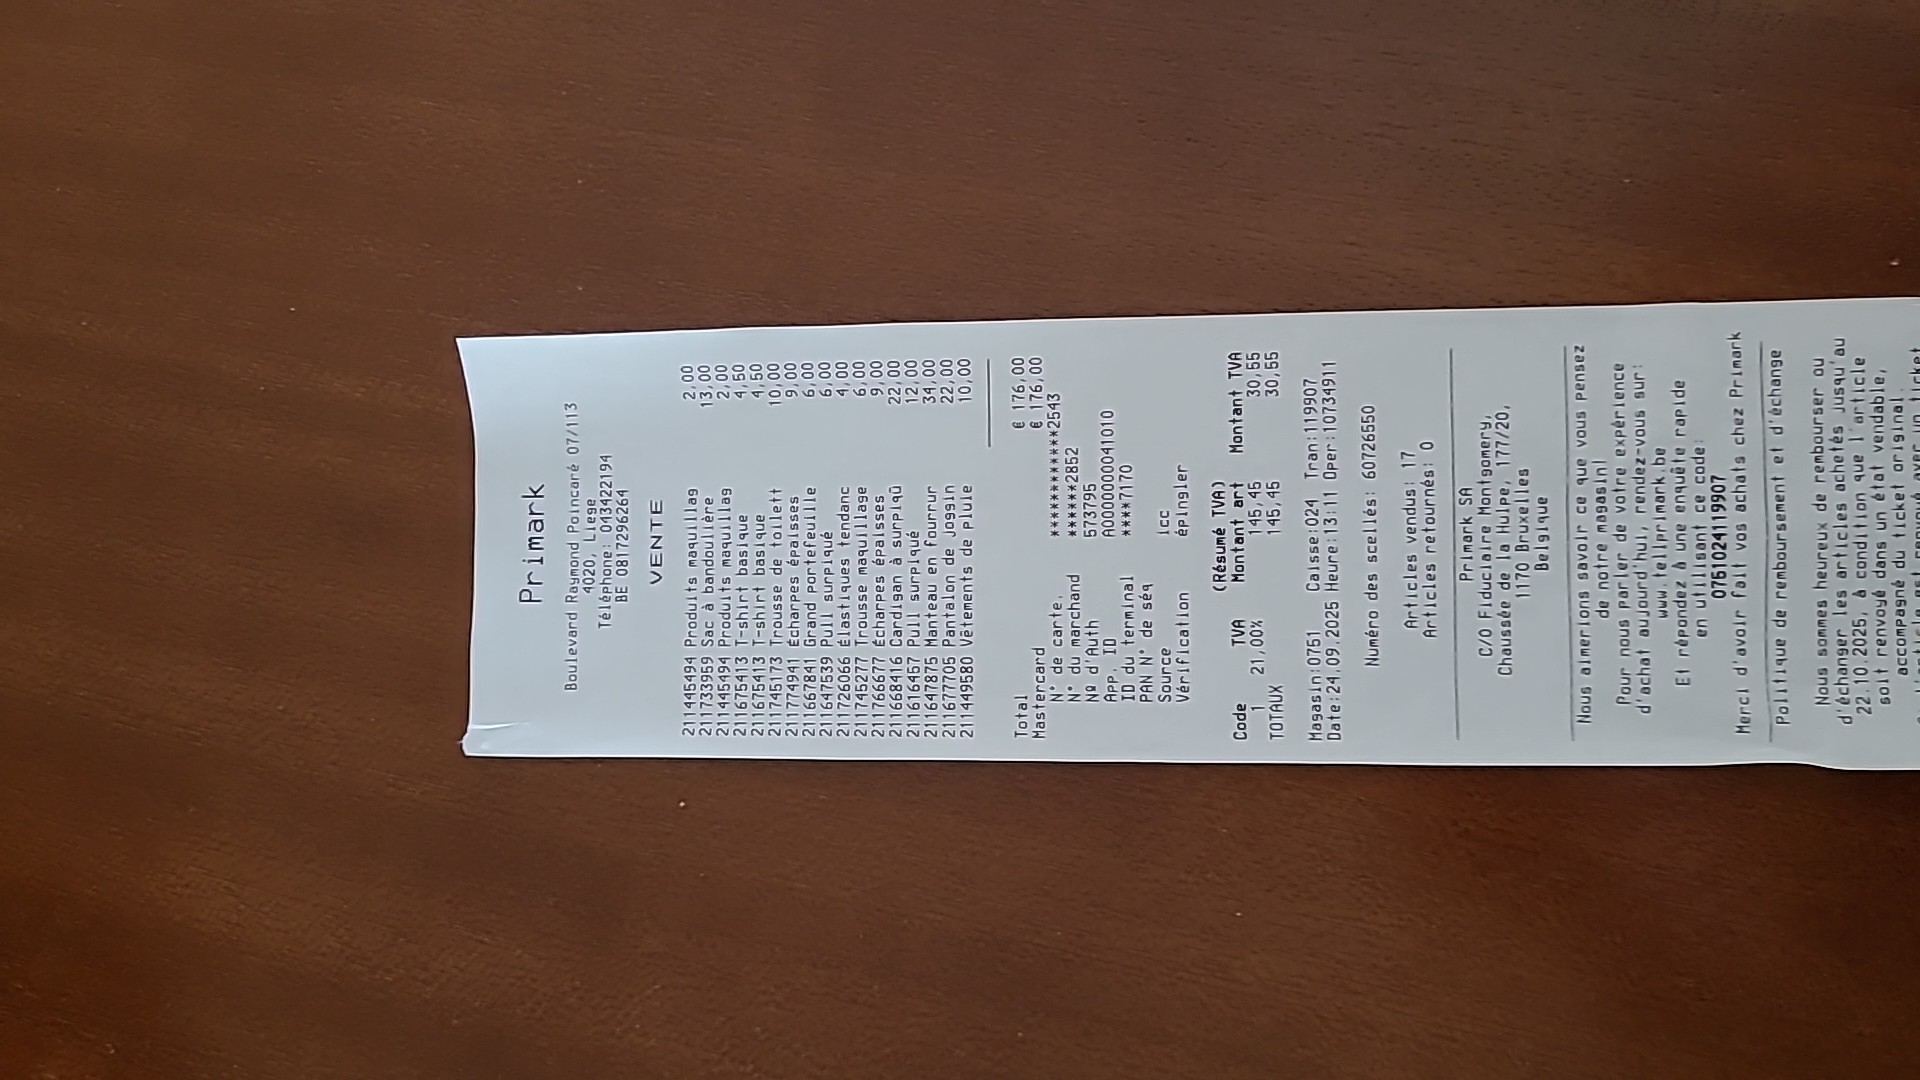 Primark
Boulevard Raymond Poincaré 07/113
4020, Liege
Téléphone: 043422194
BE 0817296264
VENTE
211445494 Produits maquillag 2,00
211733959 Sac à bandoulière 13,00
211445494 Produits maquillag 2,00
211675413 T-shirt basique 4,50
211675413 T-shirt basique 4,50
211745173 Trousse de toilett 10,00
211774941 Écharpes épaisses 9,00
211667841 Grand portefeuille 6,00
211647539 Pull surpiqué 6,00
211726066 Élastiques tendanc 4,00
211745277 Trousse maquillage 6,00
211766677 Écharpes épaisses 9,00
211668416 Cardigan à surpiqû 22,00
211616457 Pull surpiqué 12,00
211647875 Manteau en fourrur 34,00
211677705 Pantalon de joggin 22,00
211449580 Vêtements de pluie 10,00
Total € 176,00
Mastercard € 176,00
N° de carte. ************2543
N° du marchand ******2852
Nº d'Auth 573795
App. ID A0000000041010
ID du terminal ****7170
PAN N° de séq
Source icc
Vérification épingler
(Résumé TVA)
Code TVA Montant art Montant TVA
1 21,00% 145,45 30,55
TOTAUX 145,45 30,55
Magasin:0751 Caisse:024 Tran:119907
Date:24.09.2025 Heure:13:11 Oper:10734911
Numéro des scellés: 60726550
Articles vendus: 17
Articles retournés: 0
Primark SA
C/O Fiduciaire Montgomery,
Chaussée de la Hulpe, 177/20,
1170 Bruxelles
Belgique
Nous aimerions savoir ce que vous pensez
de notre magasin!
Pour nous parler de votre expérience
d'achat aujourd'hui, rendez-vous sur:
www.tellprimark.be
Et répondez à une enquête rapide
en utilisant ce code:
0751024119907
Merci d'avoir fait vos achats chez Primark
Politique de remboursement et d'échange
Nous sommes heureux de rembourser ou
d'échanger les articles achetés jusqu'au
22.10.2025, à condition que l'article
soit renvoyé dans un état vendable,
accompagné du ticket original.